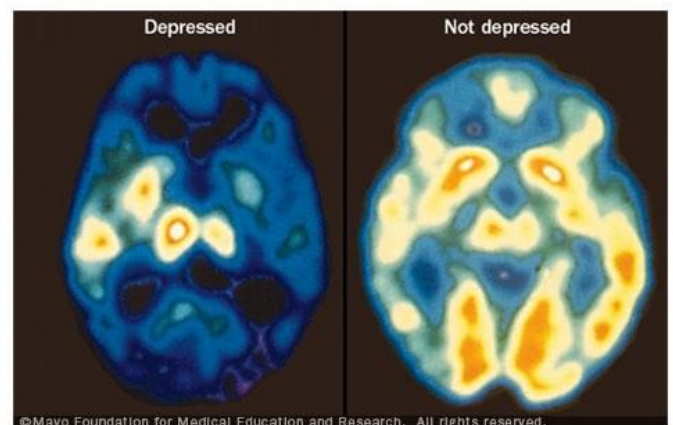 Depressed
Not depressed
©Mayo Foundation for Medical Education and Research. All rights reserved.